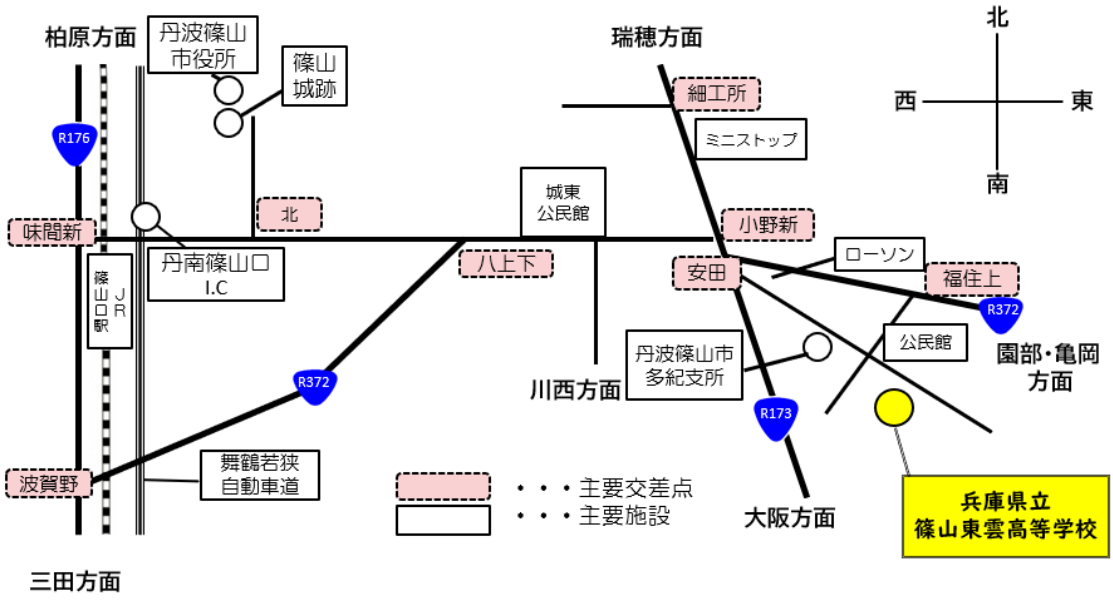 柏原方面
丹波篠山
市役所
篠山
城跡
瑞穂方面
北
西
東
南
細工所
ミニストップ
R176
城東
公民館
味間新
北
小野新
丹南篠山口
I.C
八上下
安田
ローソン
福住上
R372
JR
篠山口駅
公民館
園部・亀岡
方面
丹波篠山市
多紀支所
R372
川西方面
R173
波賀野
舞鶴若狭
自動車道
・・・主要交差点
・・・主要施設
大阪方面
兵庫県立
篠山東雲高等学校
三田方面